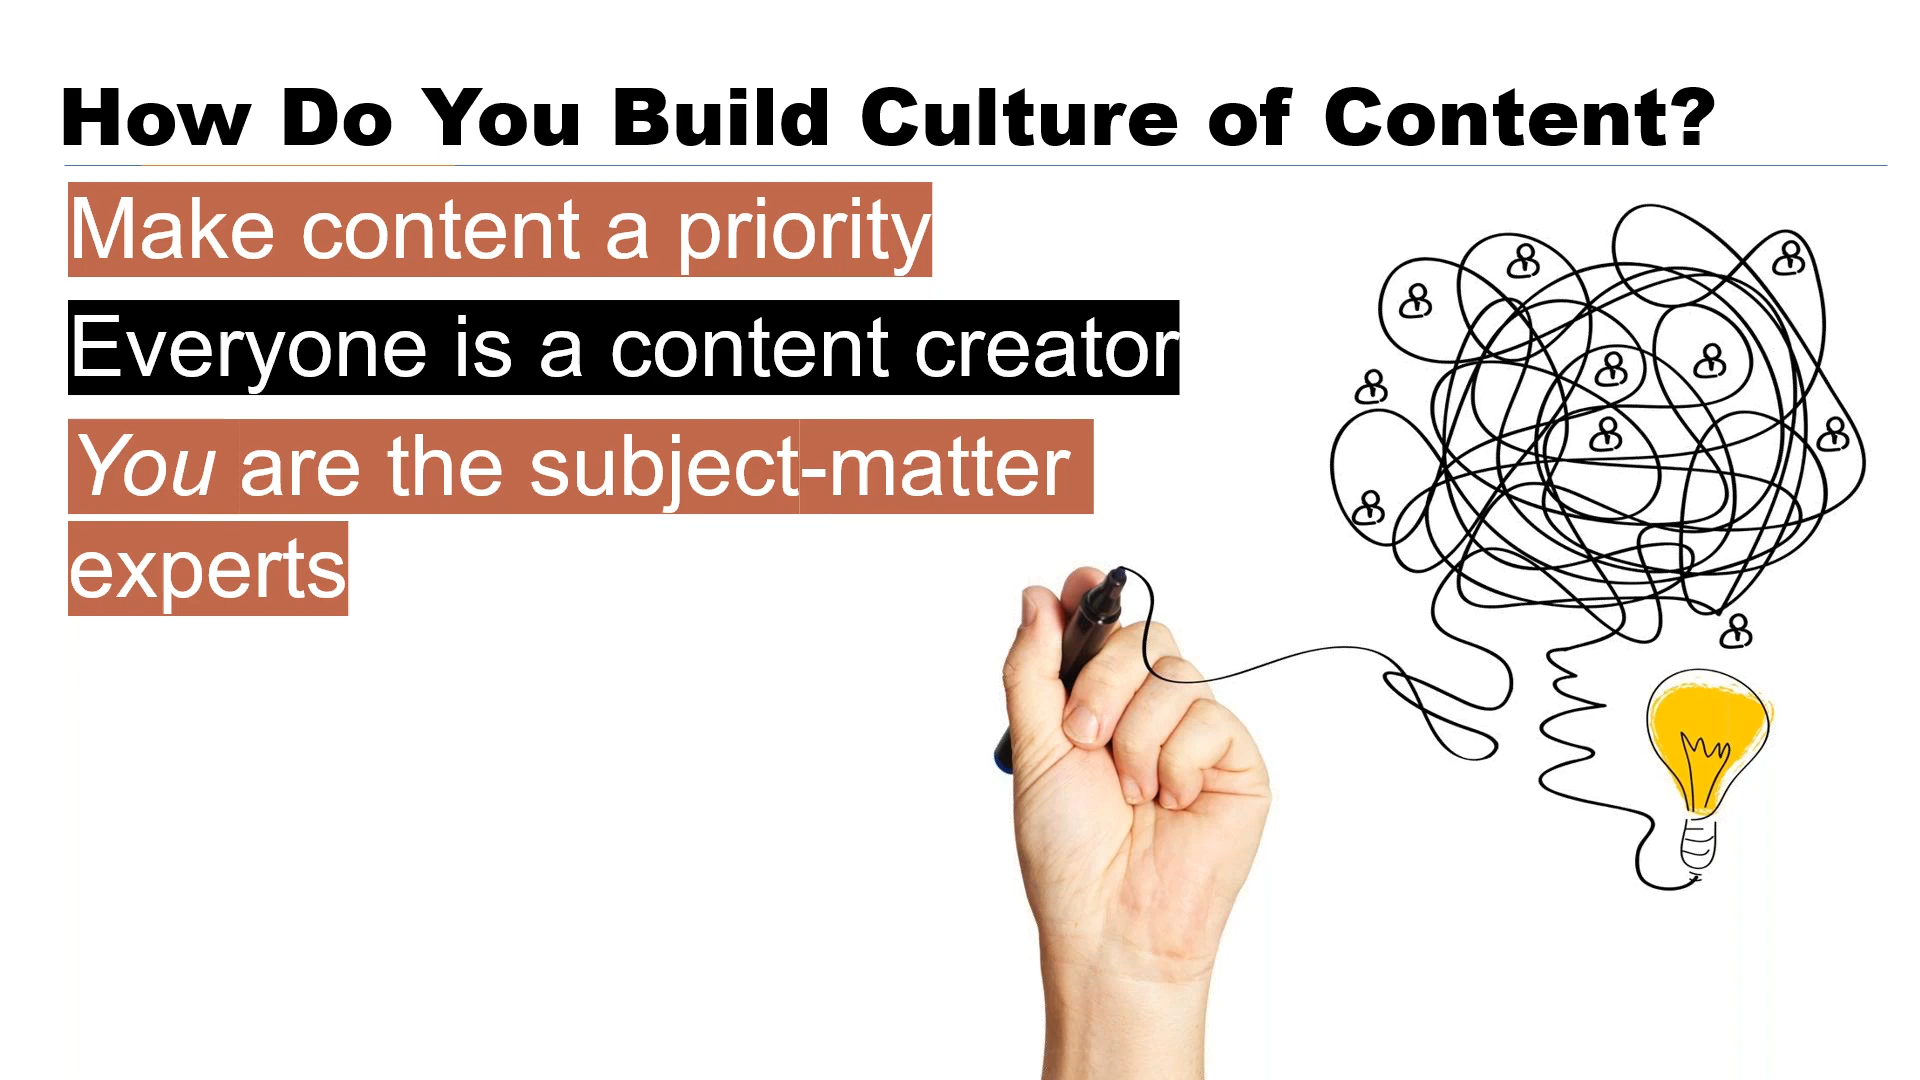 How Do You Build Culture of Content?
Make content a priority
Everyone is a content creator
You are the subject-matter
experts